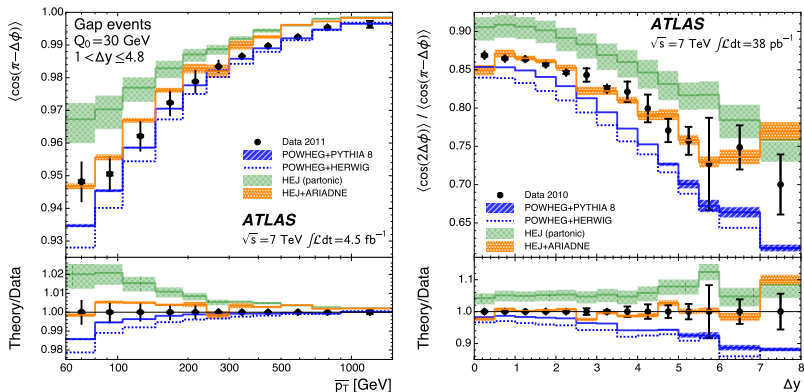 Gap events
Q₀=30 GeV
1<Δy≤4.8
⟨cos(π−Δϕ)⟩
1.00
0.99
0.98
0.97
0.96
0.95
0.94
0.93
Data 2011
POWHEG+PYTHIA 8
POWHEG+HERWIG
HEJ (partonic)
HEJ+ARIADNE
ATLAS
√s=7 TeV ∫ℒdt=4.5 fb⁻¹
Theory/Data
1.02
1.01
1.00
0.99
0.98
60 100 200 300 500 1000
p̅T̅ [GeV]
ATLAS
√s=7 TeV ∫ℒdt=38 pb⁻¹
⟨cos(2Δϕ)⟩ / ⟨cos(π−Δϕ)⟩
0.90
0.85
0.80
0.75
0.70
0.65
Data 2010
POWHEG+PYTHIA 8
POWHEG+HERWIG
HEJ (partonic)
HEJ+ARIADNE
Theory/Data
1.1
1.0
0.9
0 1 2 3 4 5 6 7 8
Δy